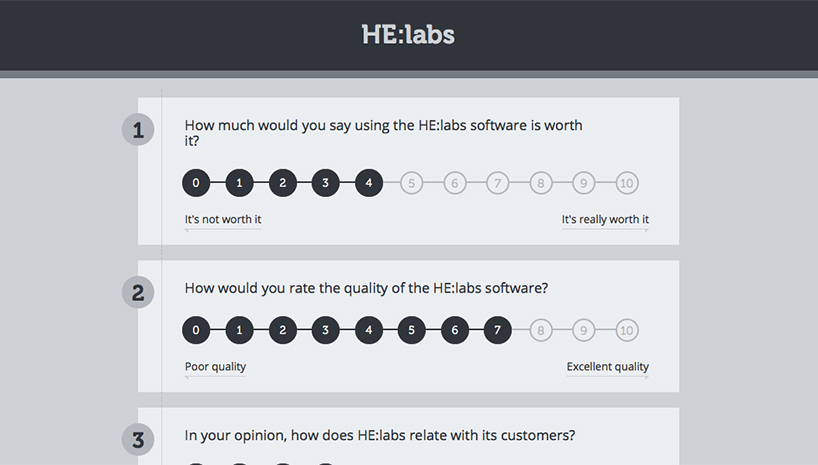 HE:labs
1
How much would you say using the HE:labs software is worth
it?
0 1 2 3 4 5 6 7 8 9 10
It's not worth it It's really worth it
2
How would you rate the quality of the HE:labs software?
0 1 2 3 4 5 6 7 8 9 10
Poor quality Excellent quality
3
In your opinion, how does HE:labs relate with its customers?